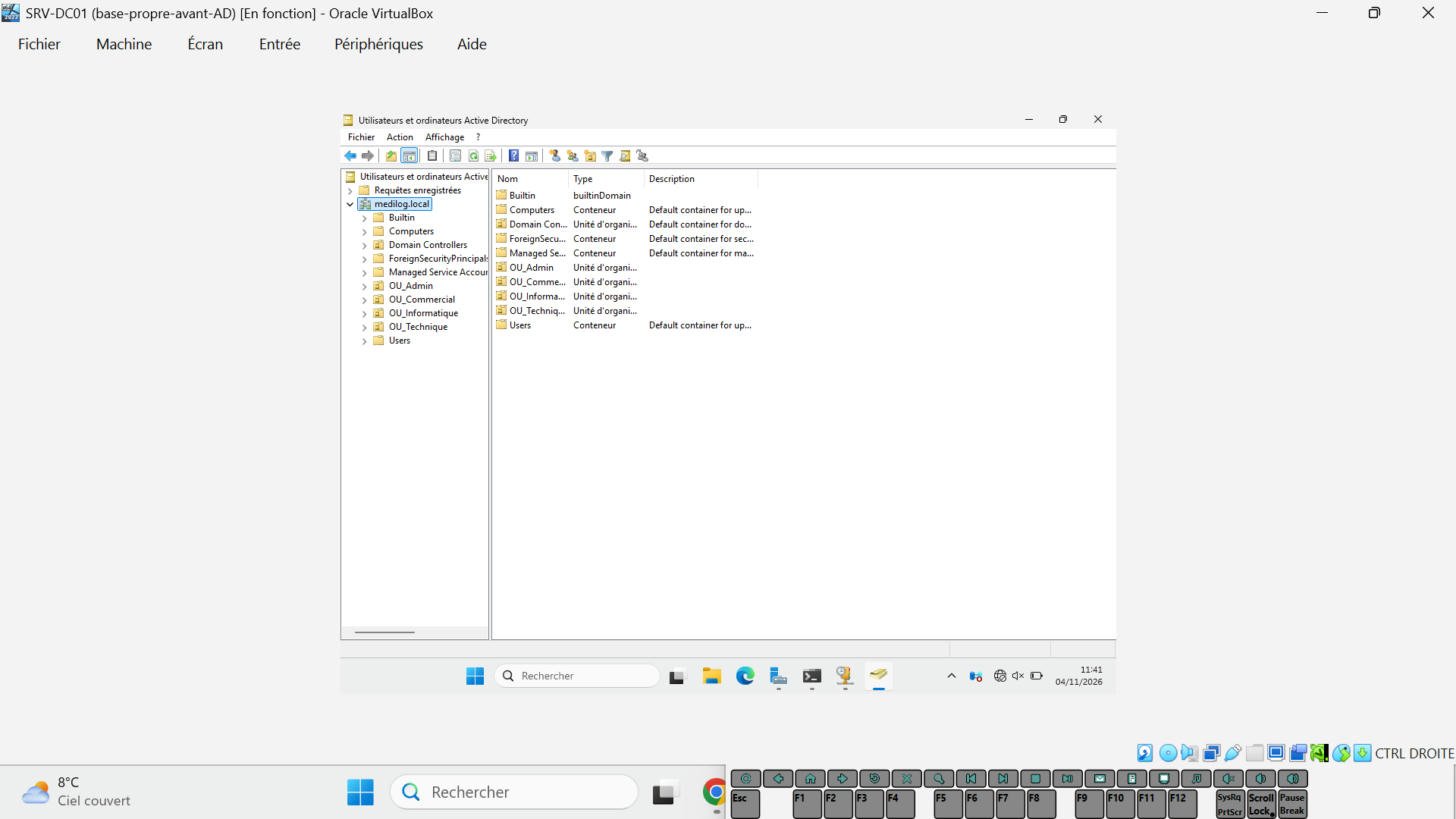 SRV-DC01 (base-propre-avant-AD) [En fonction] - Oracle VirtualBox
Fichier Machine Écran Entrée Périphériques Aide
Utilisateurs et ordinateurs Active Directory
Fichier Action Affichage ?
Utilisateurs et ordinateurs Active
Requêtes enregistrées
medilog.local
Builtin
Computers
Domain Controllers
ForeignSecurityPrincipals
Managed Service Accour
OU_Admin
OU_Commercial
OU_Informatique
OU_Technique
Users
Nom Type Description
Builtin builtinDomain
Computers Conteneur Default container for up...
Domain Con... Unité d'organi... Default container for do...
ForeignSecu... Conteneur Default container for sec...
Managed Se... Conteneur Default container for ma...
OU_Admin Unité d'organi...
OU_Comme... Unité d'organi...
OU_Informa... Unité d'organi...
OU_Techniq... Unité d'organi...
Users Conteneur Default container for up...
Rechercher
11:41
04/11/2026
CTRL DROITE
8°C
Ciel couvert
Rechercher
Esc F1 F2 F3 F4 F5 F6 F7 F8 F9 F10 F11 F12 SysRq PrtScr Scroll Lock Pause Break